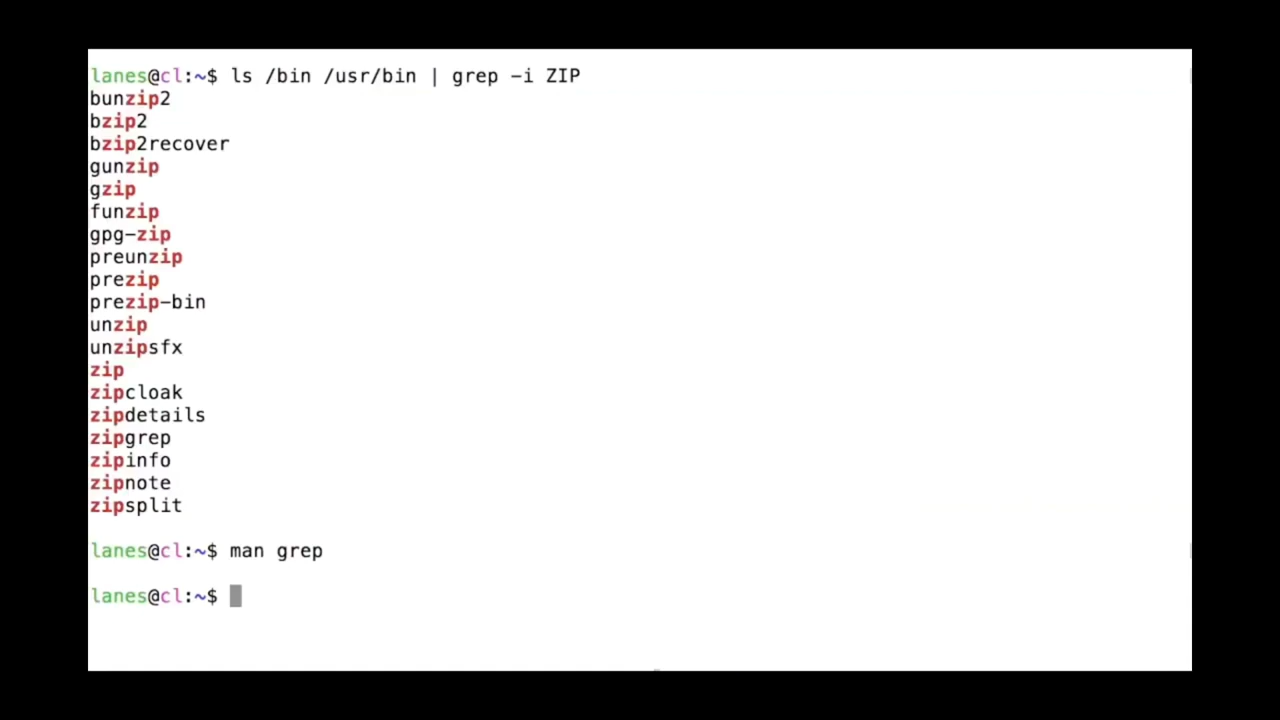 lanes@cl:~$ ls /bin /usr/bin | grep -i ZIP
bunzip2
bzip2
bzip2recover
gunzip
gzip
funzip
gpg-zip
preunzip
prezip
prezip-bin
unzip
unzipsfx
zip
zipcloak
zipdetails
zipgrep
zipinfo
zipnote
zipsplit
lanes@cl:~$ man grep
lanes@cl:~$